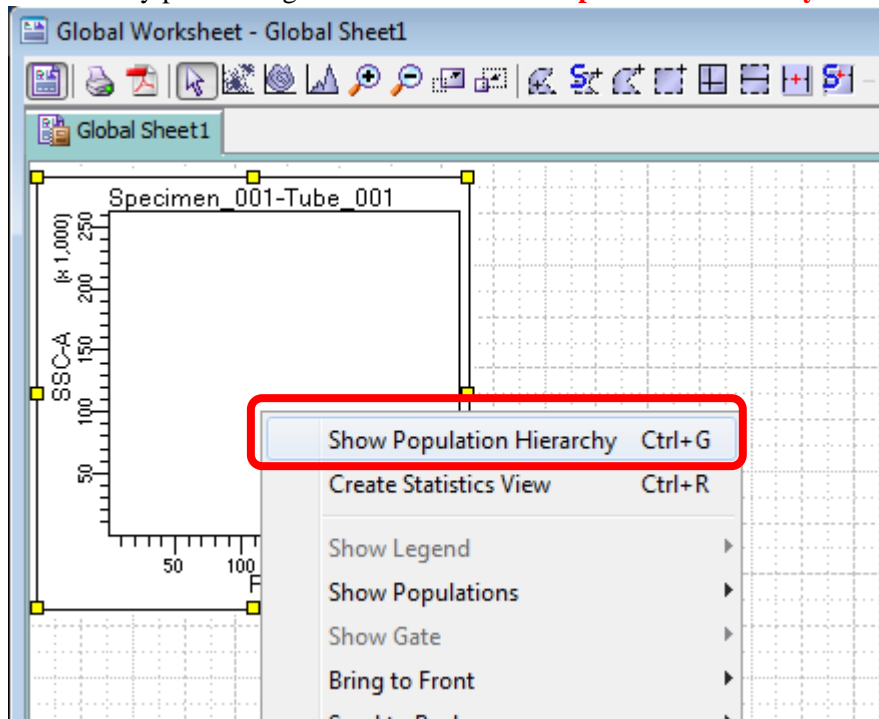 Global Worksheet - Global Sheet1
Global Sheet1
Specimen_001-Tube_001
(x 1,000)
SSC-A
250
200
150
100
50
50 100
F
Show Population Hierarchy Ctrl+G
Create Statistics View Ctrl+R
Show Legend
Show Populations
Show Gate
Bring to Front